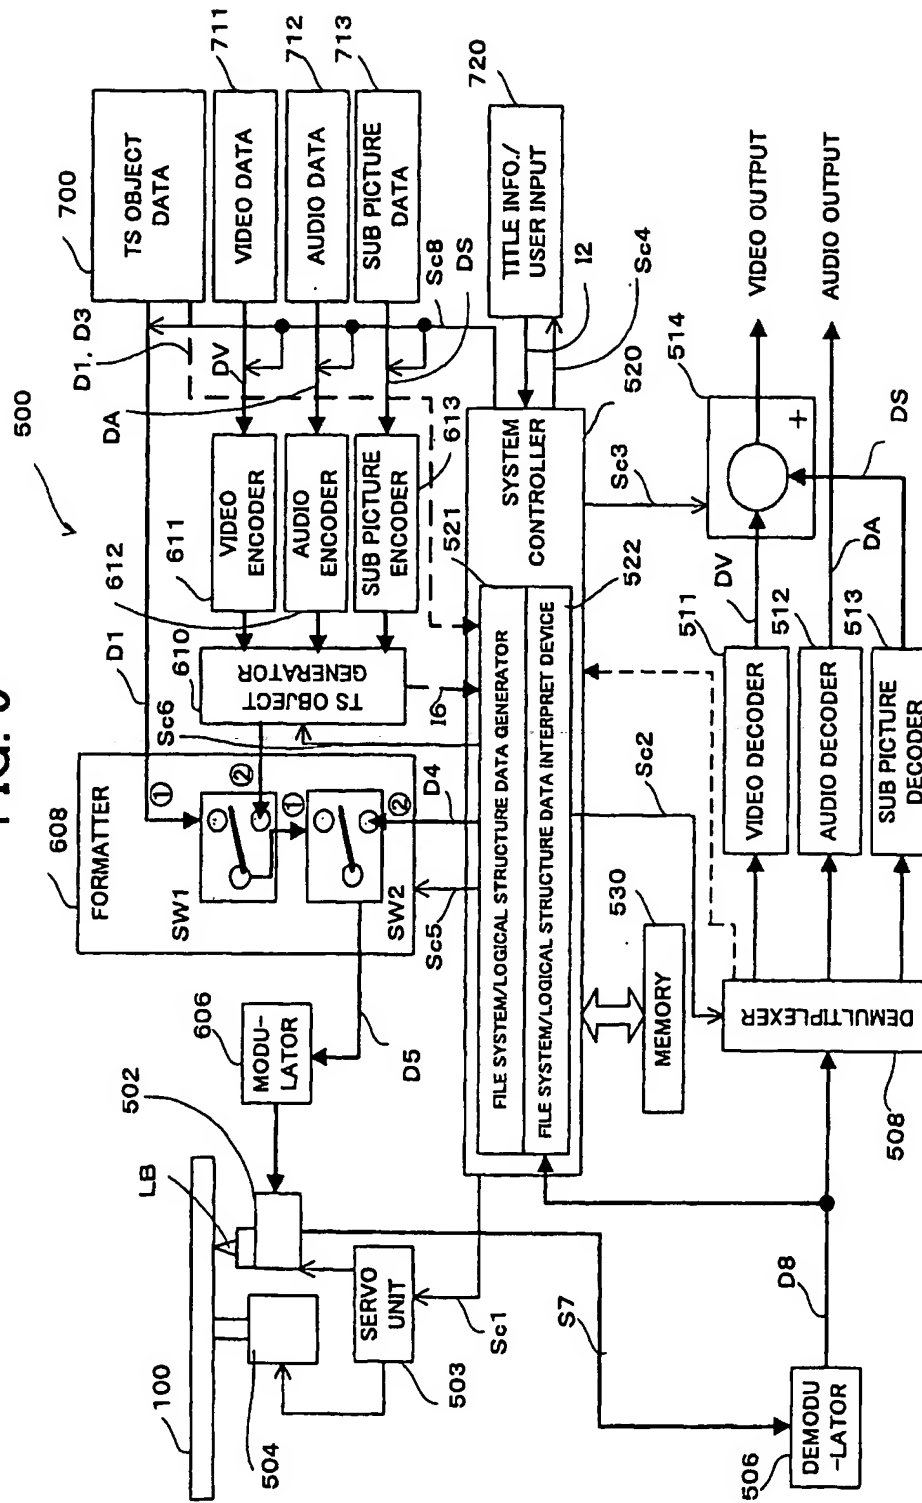 500
100
504
503
SERVO
UNIT
LB
502
606
MODU-
LATOR
D5
Sc1
608
FORMATTER
SW1
SW2
①
②
①
②
Sc5
D4
D1
612
611
610
Sc6
TS OBJECT
GENERATOR
I6
VIDEO
ENCODER
AUDIO
ENCODER
SUB PICTURE
ENCODER
613
D1, D3
DV
DA
DS
Sc8
700
TS OBJECT
DATA
VIDEO DATA
711
AUDIO DATA
712
SUB PICTURE
DATA
713
720
TITLE INFO./
USER INPUT
I2
Sc4
520
SYSTEM
CONTROLLER
521
522
FILE SYSTEM/LOGICAL STRUCTURE DATA GENERATOR
FILE SYSTEM/LOGICAL STRUCTURE DATA INTERPRET DEVICE
Sc3
Sc2
530
MEMORY
S7
506
DEMODU
-LATOR
D8
508
DEMULTIPLEXER
511
VIDEO DECODER
512
AUDIO DECODER
513
SUB PICTURE
DECODER
DV
DA
DS
514
+
VIDEO OUTPUT
AUDIO OUTPUT